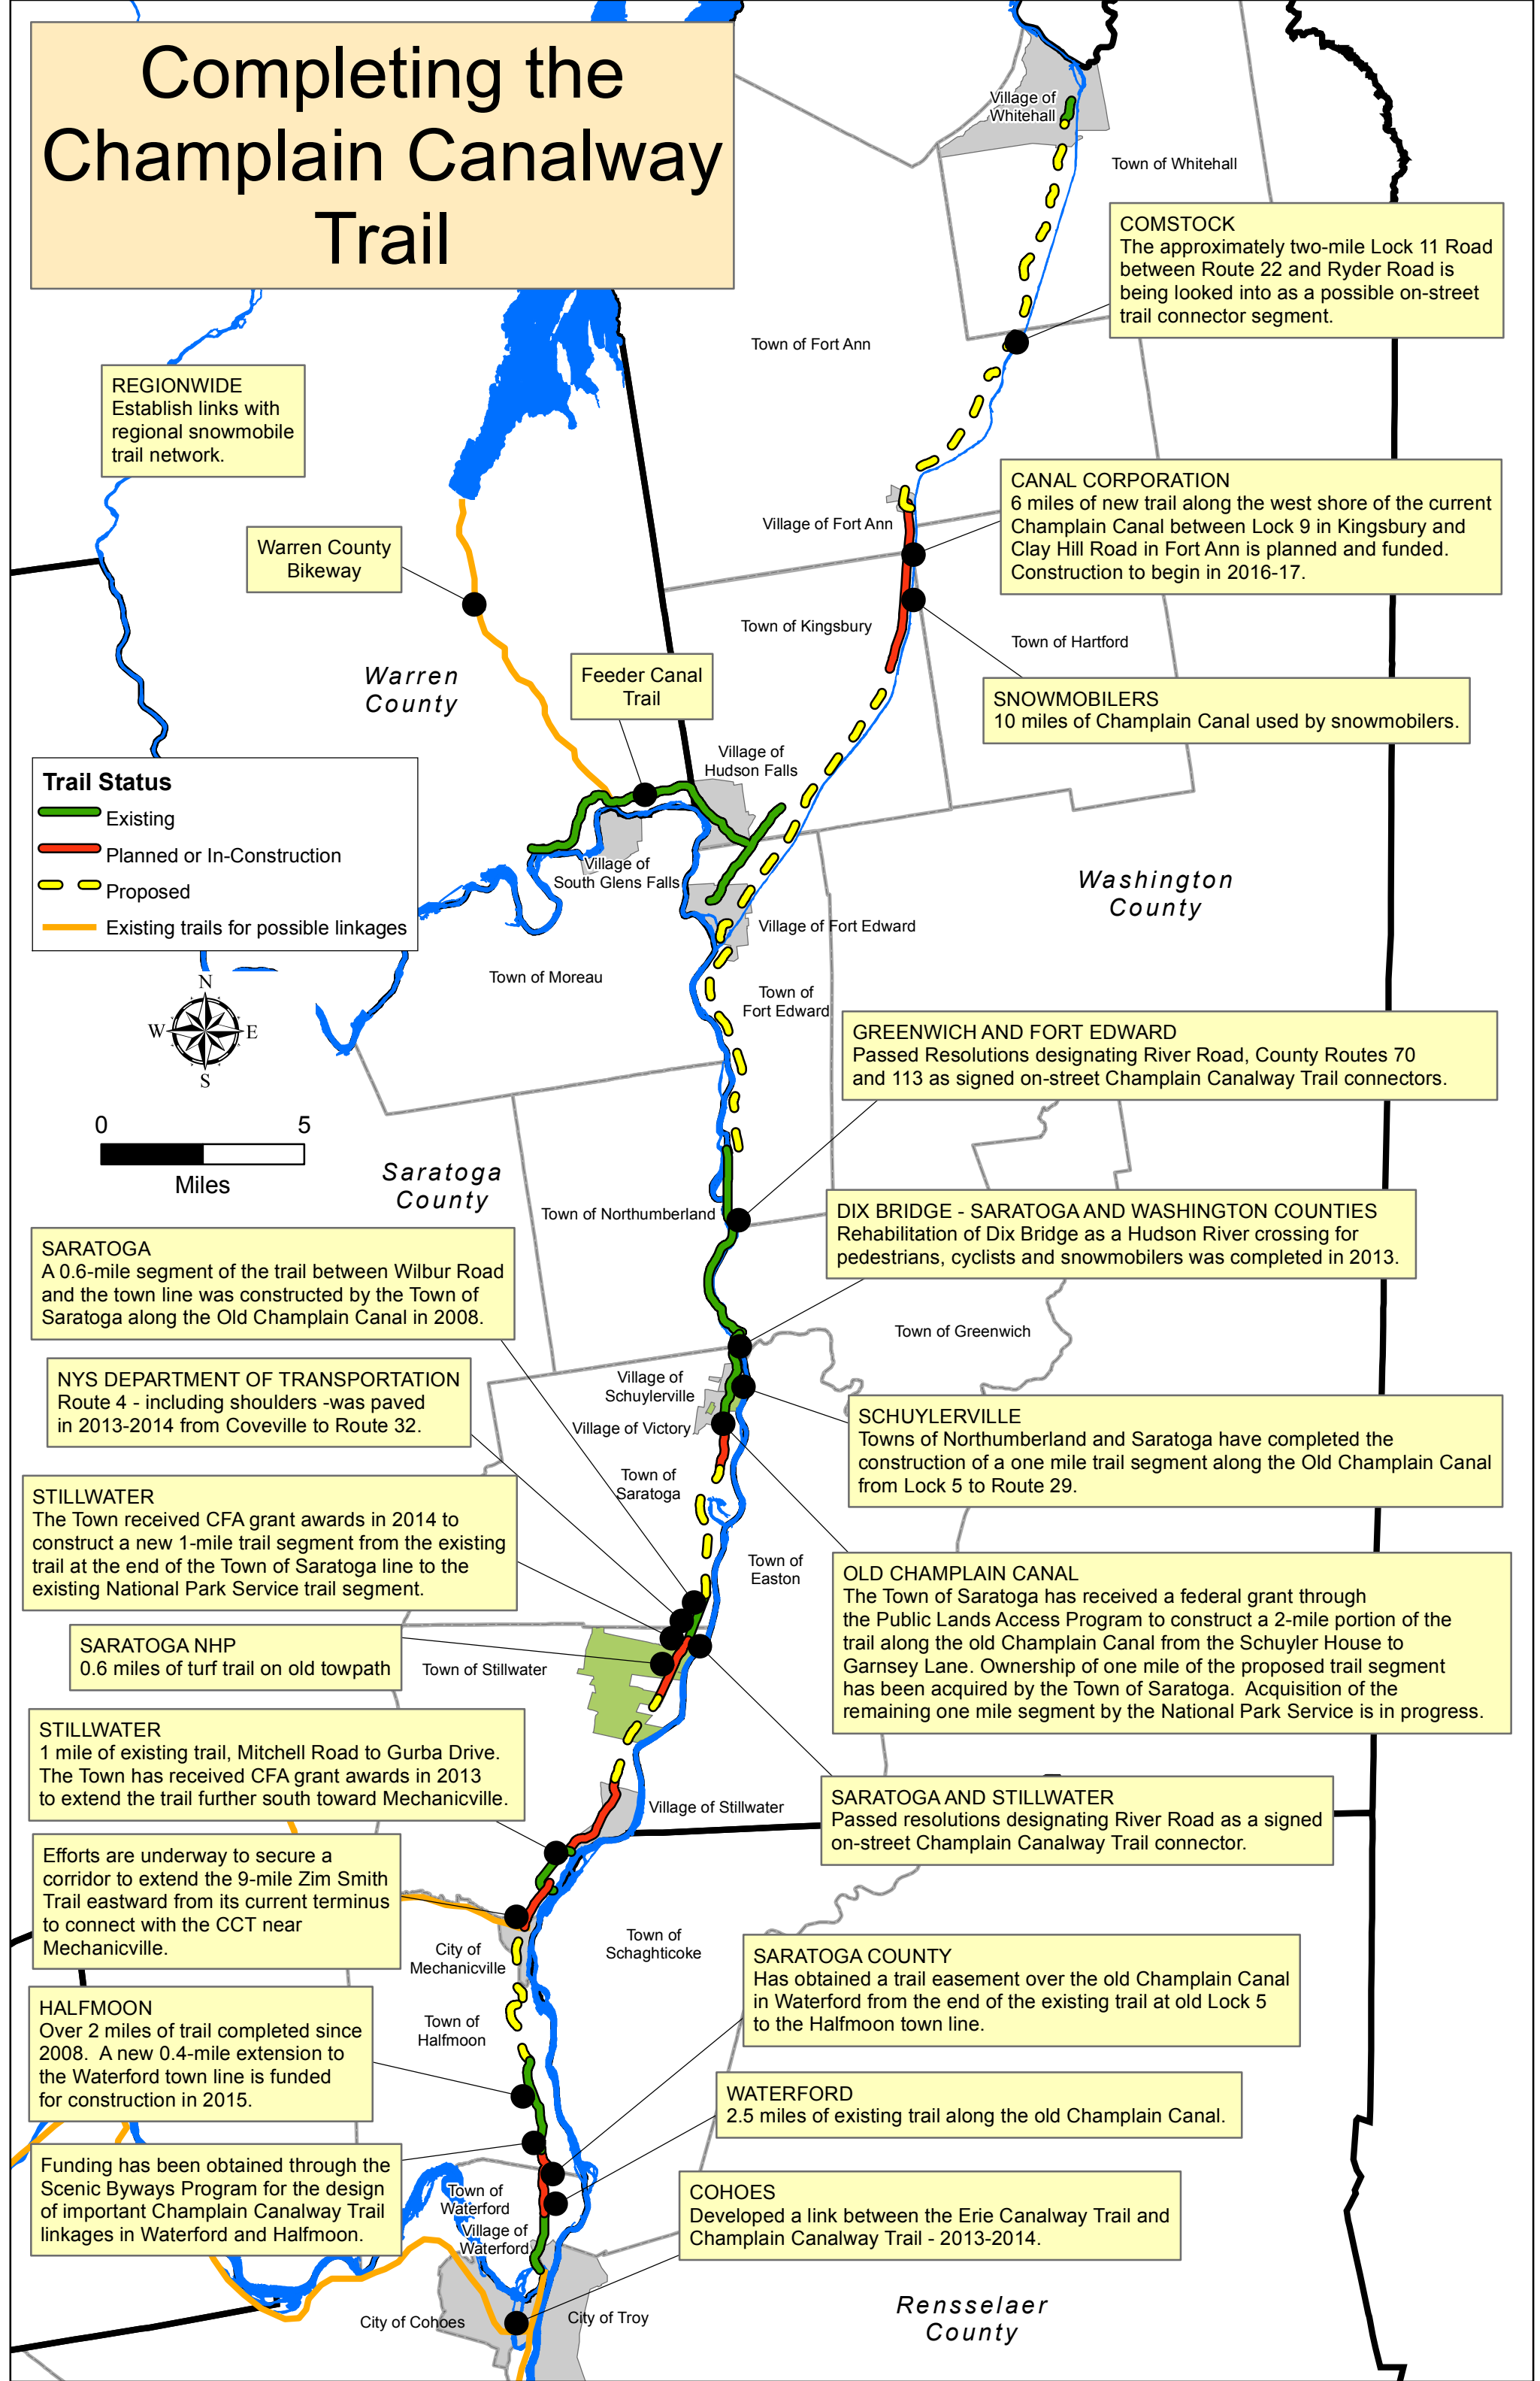 Completing the
Champlain Canalway
Trail
Village of
Whitehall
Town of Whitehall
COMSTOCK
The approximately two-mile Lock 11 Road
between Route 22 and Ryder Road is
being looked into as a possible on-street
trail connector segment.
Town of Fort Ann
REGIONWIDE
Establish links with
regional snowmobile
trail network.
CANAL CORPORATION
6 miles of new trail along the west shore of the current
Champlain Canal between Lock 9 in Kingsbury and
Clay Hill Road in Fort Ann is planned and funded.
Construction to begin in 2016-17.
Village of Fort Ann
Warren County
Bikeway
Town of Kingsbury
Town of Hartford
Warren
County
Feeder Canal
Trail
SNOWMOBILERS
10 miles of Champlain Canal used by snowmobilers.
Village of
Hudson Falls
Trail Status
Existing
Planned or In-Construction
Proposed
Existing trails for possible linkages
Village of
South Glens Falls
Washington
County
Village of Fort Edward
Town of Moreau
Town of
Fort Edward
N
W
E
S
GREENWICH AND FORT EDWARD
Passed Resolutions designating River Road, County Routes 70
and 113 as signed on-street Champlain Canalway Trail connectors.
0
5
Miles
Saratoga
County
Town of Northumberland
DIX BRIDGE - SARATOGA AND WASHINGTON COUNTIES
Rehabilitation of Dix Bridge as a Hudson River crossing for
pedestrians, cyclists and snowmobilers was completed in 2013.
SARATOGA
A 0.6-mile segment of the trail between Wilbur Road
and the town line was constructed by the Town of
Saratoga along the Old Champlain Canal in 2008.
Town of Greenwich
NYS DEPARTMENT OF TRANSPORTATION
Route 4 - including shoulders -was paved
in 2013-2014 from Coveville to Route 32.
Village of
Schuylerville
Village of Victory
SCHUYLERVILLE
Towns of Northumberland and Saratoga have completed the
construction of a one mile trail segment along the Old Champlain Canal
from Lock 5 to Route 29.
Town of
Saratoga
STILLWATER
The Town received CFA grant awards in 2014 to
construct a new 1-mile trail segment from the existing
trail at the end of the Town of Saratoga line to the
existing National Park Service trail segment.
Town of
Easton
OLD CHAMPLAIN CANAL
The Town of Saratoga has received a federal grant through
the Public Lands Access Program to construct a 2-mile portion of the
trail along the old Champlain Canal from the Schuyler House to
Garnsey Lane. Ownership of one mile of the proposed trail segment
has been acquired by the Town of Saratoga. Acquisition of the
remaining one mile segment by the National Park Service is in progress.
SARATOGA NHP
0.6 miles of turf trail on old towpath
Town of Stillwater
STILLWATER
1 mile of existing trail, Mitchell Road to Gurba Drive.
The Town has received CFA grant awards in 2013
to extend the trail further south toward Mechanicville.
Village of Stillwater
SARATOGA AND STILLWATER
Passed resolutions designating River Road as a signed
on-street Champlain Canalway Trail connector.
Efforts are underway to secure a
corridor to extend the 9-mile Zim Smith
Trail eastward from its current terminus
to connect with the CCT near
Mechanicville.
City of
Mechanicville
Town of
Schaghticoke
SARATOGA COUNTY
Has obtained a trail easement over the old Champlain Canal
in Waterford from the end of the existing trail at old Lock 5
to the Halfmoon town line.
HALFMOON
Over 2 miles of trail completed since
2008. A new 0.4-mile extension to
the Waterford town line is funded
for construction in 2015.
Town of
Halfmoon
WATERFORD
2.5 miles of existing trail along the old Champlain Canal.
Funding has been obtained through the
Scenic Byways Program for the design
of important Champlain Canalway Trail
linkages in Waterford and Halfmoon.
Town of
Waterford
Village of
Waterford
COHOES
Developed a link between the Erie Canalway Trail and
Champlain Canalway Trail - 2013-2014.
City of Cohoes
City of Troy
Rensselaer
County